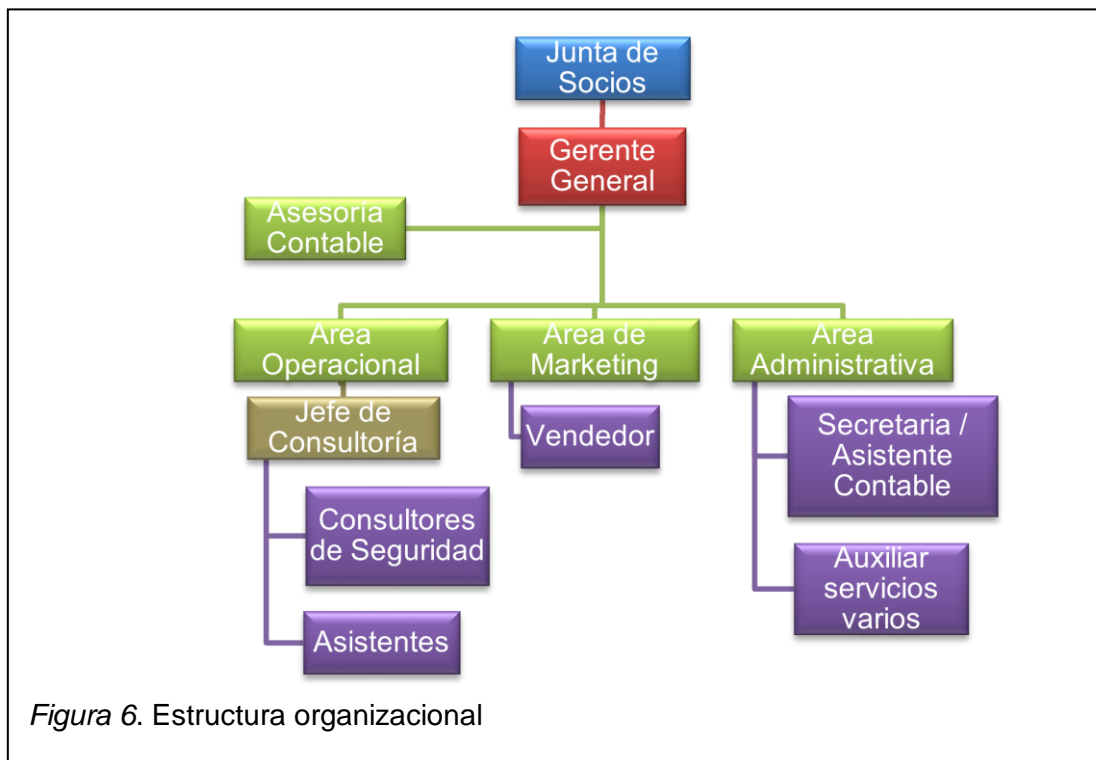 Junta de
Socios
Gerente
General
Asesoría
Contable
Area
Operacional
Area de
Marketing
Area
Administrativa
Jefe de
Consultoría
Vendedor
Secretaria /
Asistente
Contable
Consultores
de Seguridad
Auxiliar
servicios
varios
Asistentes
Figura 6. Estructura organizacional